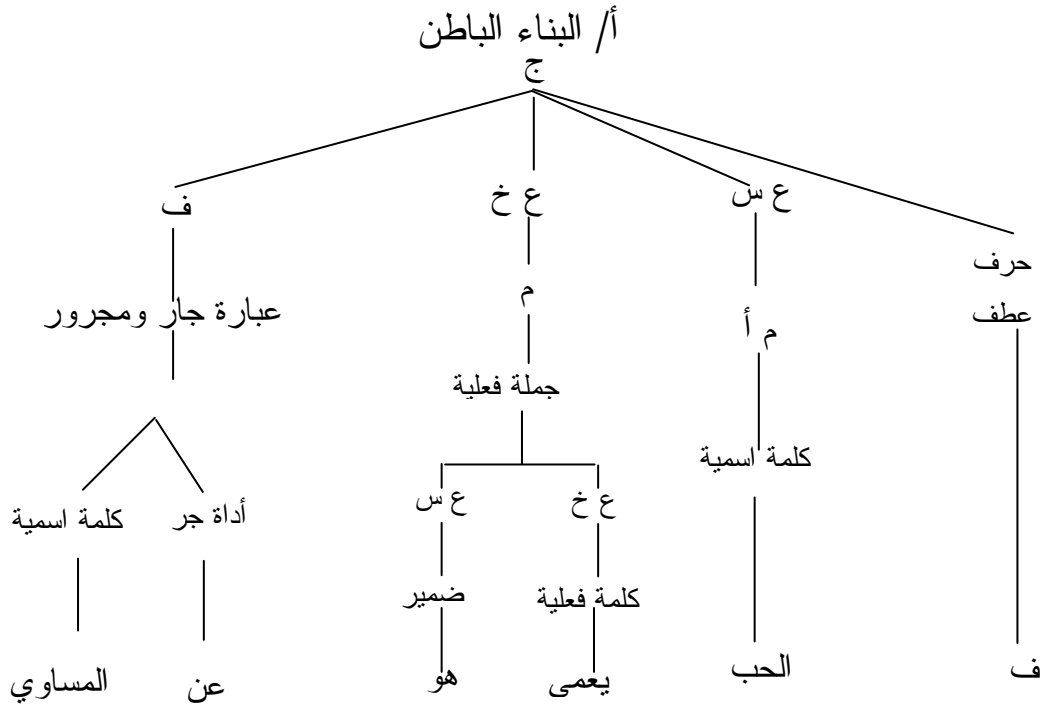 أ/ البناء الباطن
ج
ع س
ع خ
ف
حرف
عطف
م أ
م
عبارة جار ومجرور
جملة فعلية
كلمة اسمية
ع خ
ع س
أداة جر
كلمة اسمية
كلمة فعلية
ضمير
ف
الحب
يعمى
هو
عن
المساوي